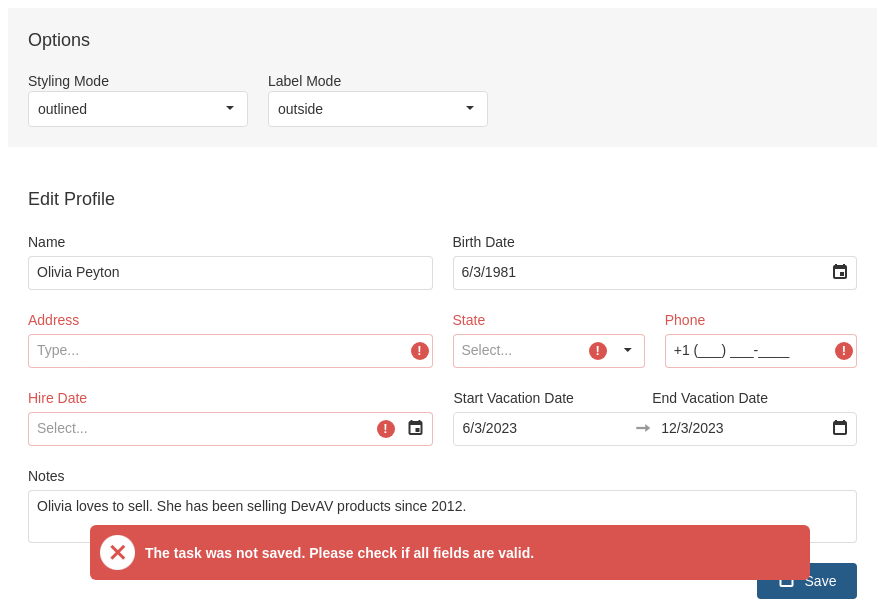 Options
Styling Mode Label Mode
outlined outside
Edit Profile
Name Birth Date
Olivia Peyton 6/3/1981
Address State Phone
Type... Select... +1 (___) ___-____
Hire Date Start Vacation Date End Vacation Date
Select... 6/3/2023 12/3/2023
Notes
Olivia loves to sell. She has been selling DevAV products since 2012.
The task was not saved. Please check if all fields are valid.
Save